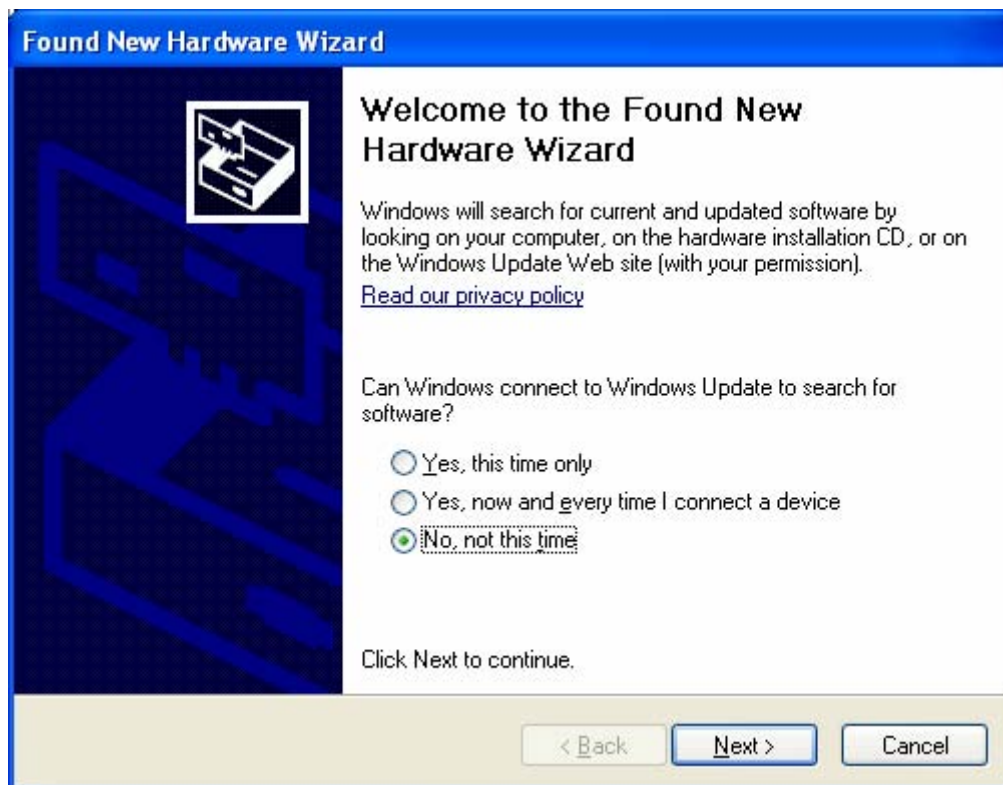 Found New Hardware Wizard
Welcome to the Found New
Hardware Wizard
Windows will search for current and updated software by
looking on your computer, on the hardware installation CD, or on
the Windows Update Web site (with your permission).
Read our privacy policy
Can Windows connect to Windows Update to search for
software?
Yes, this time only
Yes, now and every time I connect a device
No, not this time
Click Next to continue.
< Back
Next >
Cancel